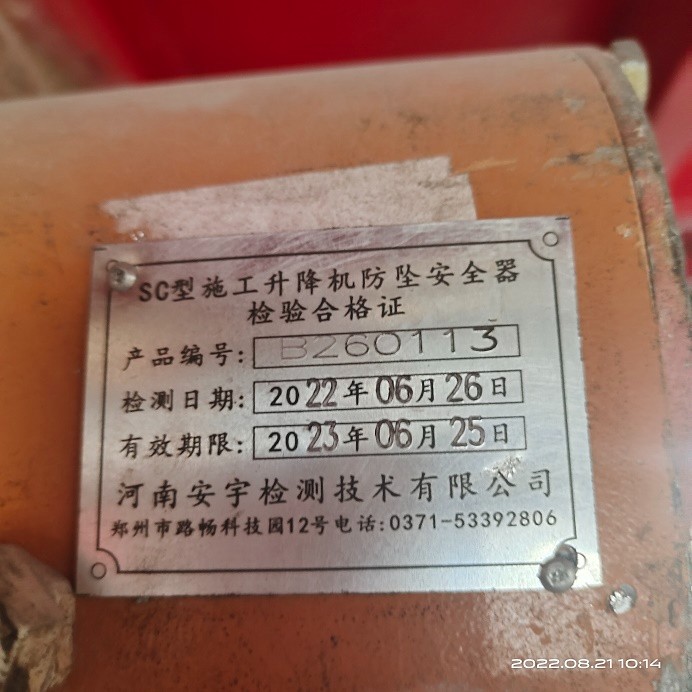 SC型施工升降机防坠安全器
检验合格证
产品编号: B260113
检测日期: 2022年06月26日
有效期限: 2023年06月25日
河南安宇检测技术有限公司
郑州市路畅科技园12号电话:0371-53392806
2022.08.21 10:14